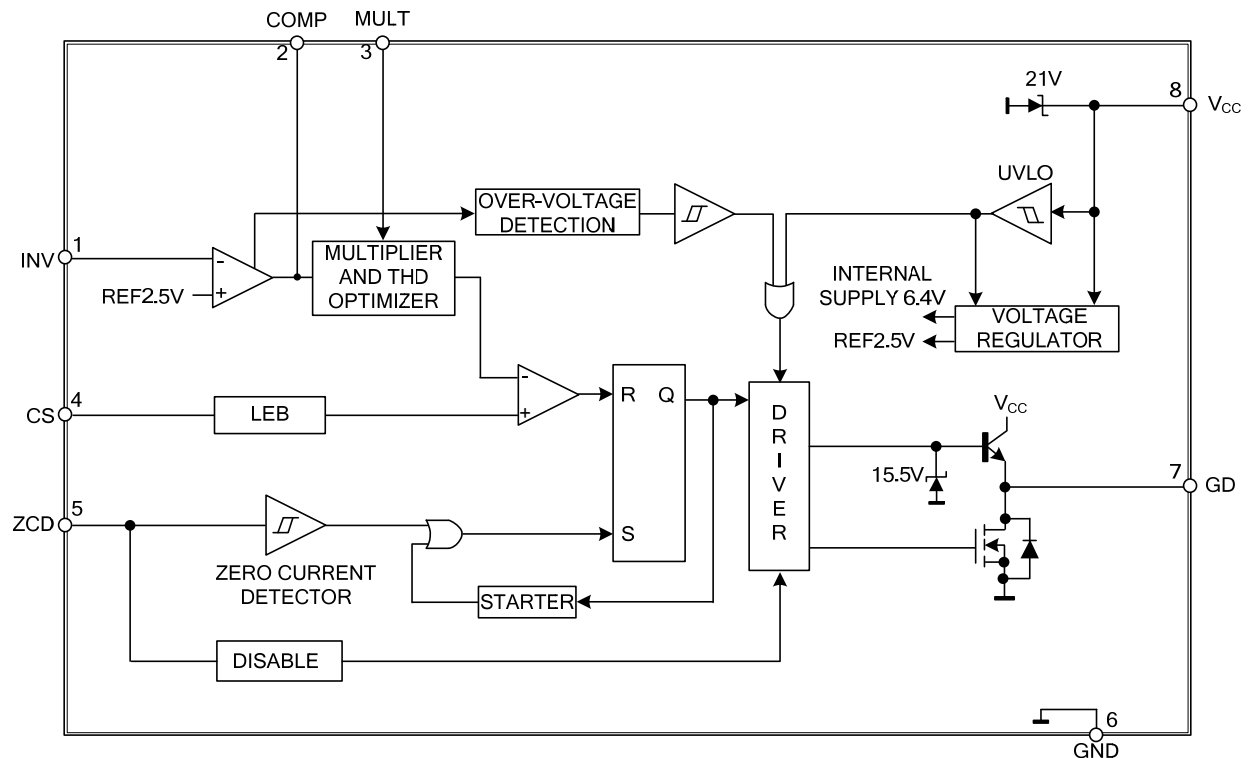 COMP MULT
2 3
21V
8 VCC
UVLO
OVER-VOLTAGE
DETECTION
1
INV
-
+
REF2.5V
MULTIPLIER
AND THD
OPTIMIZER
INTERNAL
SUPPLY 6.4V
REF2.5V
VOLTAGE
REGULATOR
4
CS
LEB
-
+
R Q
S
DRIVER
VCC
15.5V
7
GD
5
ZCD
ZERO CURRENT
DETECTOR
STARTER
DISABLE
6
GND